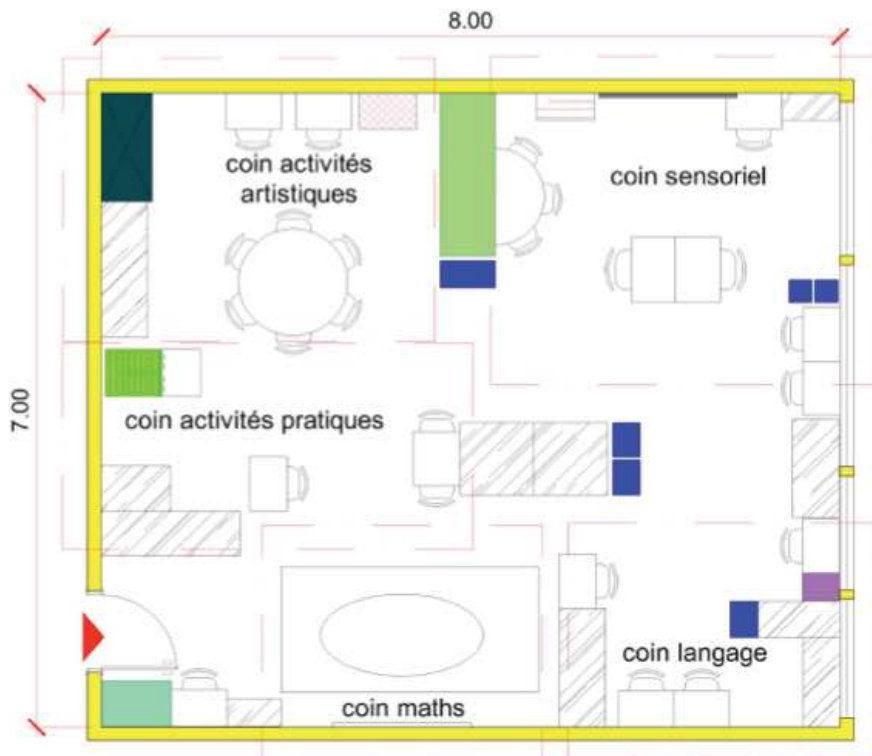 8.00
coin activités
artistiques
coin sensoriel
7.00
coin activités pratiques
coin langage
coin maths